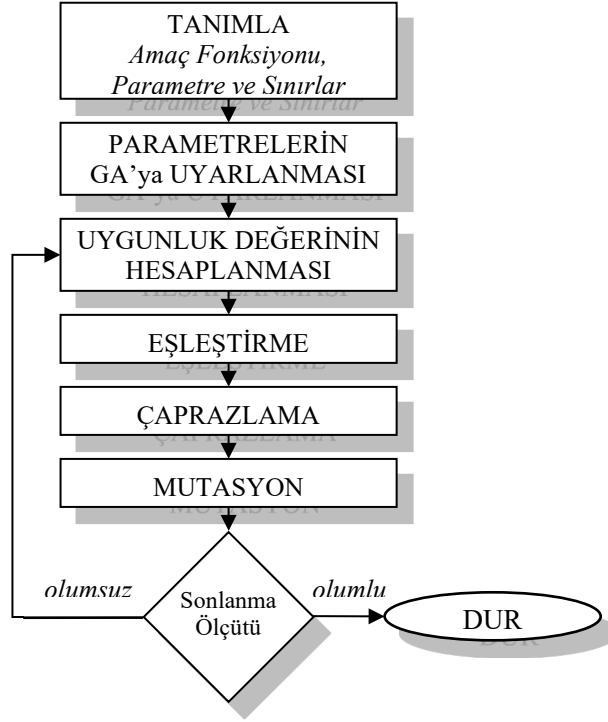 TANIMLA
Amaç Fonksiyonu,
Parametre ve Sınırlar
PARAMETRELERİN
GA’ya UYARLANMASI
UYGUNLUK DEĞERİNİN
HESAPLANMASI
EŞLEŞTİRME
ÇAPRAZLAMA
MUTASYON
olumsuz
Sonlanma
Ölçütü
olumlu
DUR